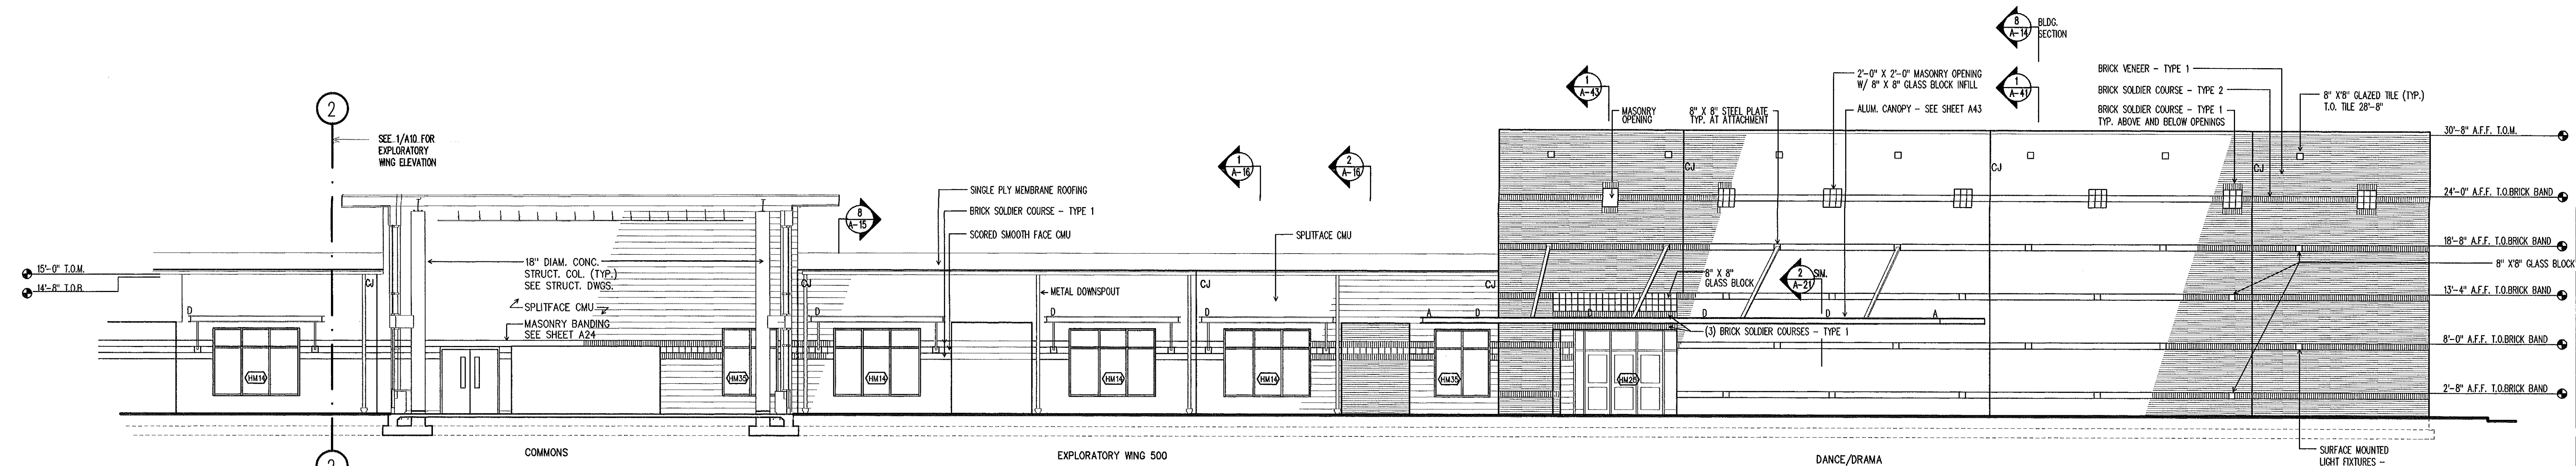 8
A-14
BLDG.
SECTION
1
A-43
2'-0" X 2'-0" MASONRY OPENING
W/ 8" X 8" GLASS BLOCK INFILL
1
A-41
BRICK VENEER - TYPE 1
BRICK SOLDIER COURSE - TYPE 2
BRICK SOLDIER COURSE - TYPE 1
TYP. ABOVE AND BELOW OPENINGS
8" X8" GLAZED TILE (TYP.)
T.O. TILE 28'-8"
2
SEE 1/A10 FOR
EXPLORATORY
WING ELEVATION
MASONRY
OPENING
8" X 8" STEEL PLATE
TYP. AT ATTACHMENT
ALUM. CANOPY - SEE SHEET A43
30'-8" A.F.F. T.O.M.
1
A-16
2
A-16
CJ
CJ
CJ
SINGLE PLY MEMBRANE ROOFING
24'-0" A.F.F. T.O.BRICK BAND
8
A-15
BRICK SOLDIER COURSE - TYPE 1
SCORED SMOOTH FACE CMU
SPLITFACE CMU
18'-8" A.F.F. T.O.BRICK BAND
15'-0" T.O.M.
14'-8" T.O.B.
18" DIAM. CONC.
STRUCT. COL. (TYP.)
SEE STRUCT. DWGS.
8" X8" GLASS BLOCK
CJ
CJ
CJ
CJ
8" X 8"
GLASS BLOCK
2
A-21
SIM.
METAL DOWNSPOUT
13'-4" A.F.F. T.O.BRICK BAND
SPLITFACE CMU
MASONRY BANDING
SEE SHEET A24
D
D
D
D
A
D
D
D
D
A
(3) BRICK SOLDIER COURSES - TYPE 1
8'-0" A.F.F. T.O.BRICK BAND
HM14
HM35
HM14
HM14
HM14
HM35
HM26
2'-8" A.F.F. T.O.BRICK BAND
COMMONS
EXPLORATORY WING 500
DANCE/DRAMA
SURFACE MOUNTED
LIGHT FIXTURES -